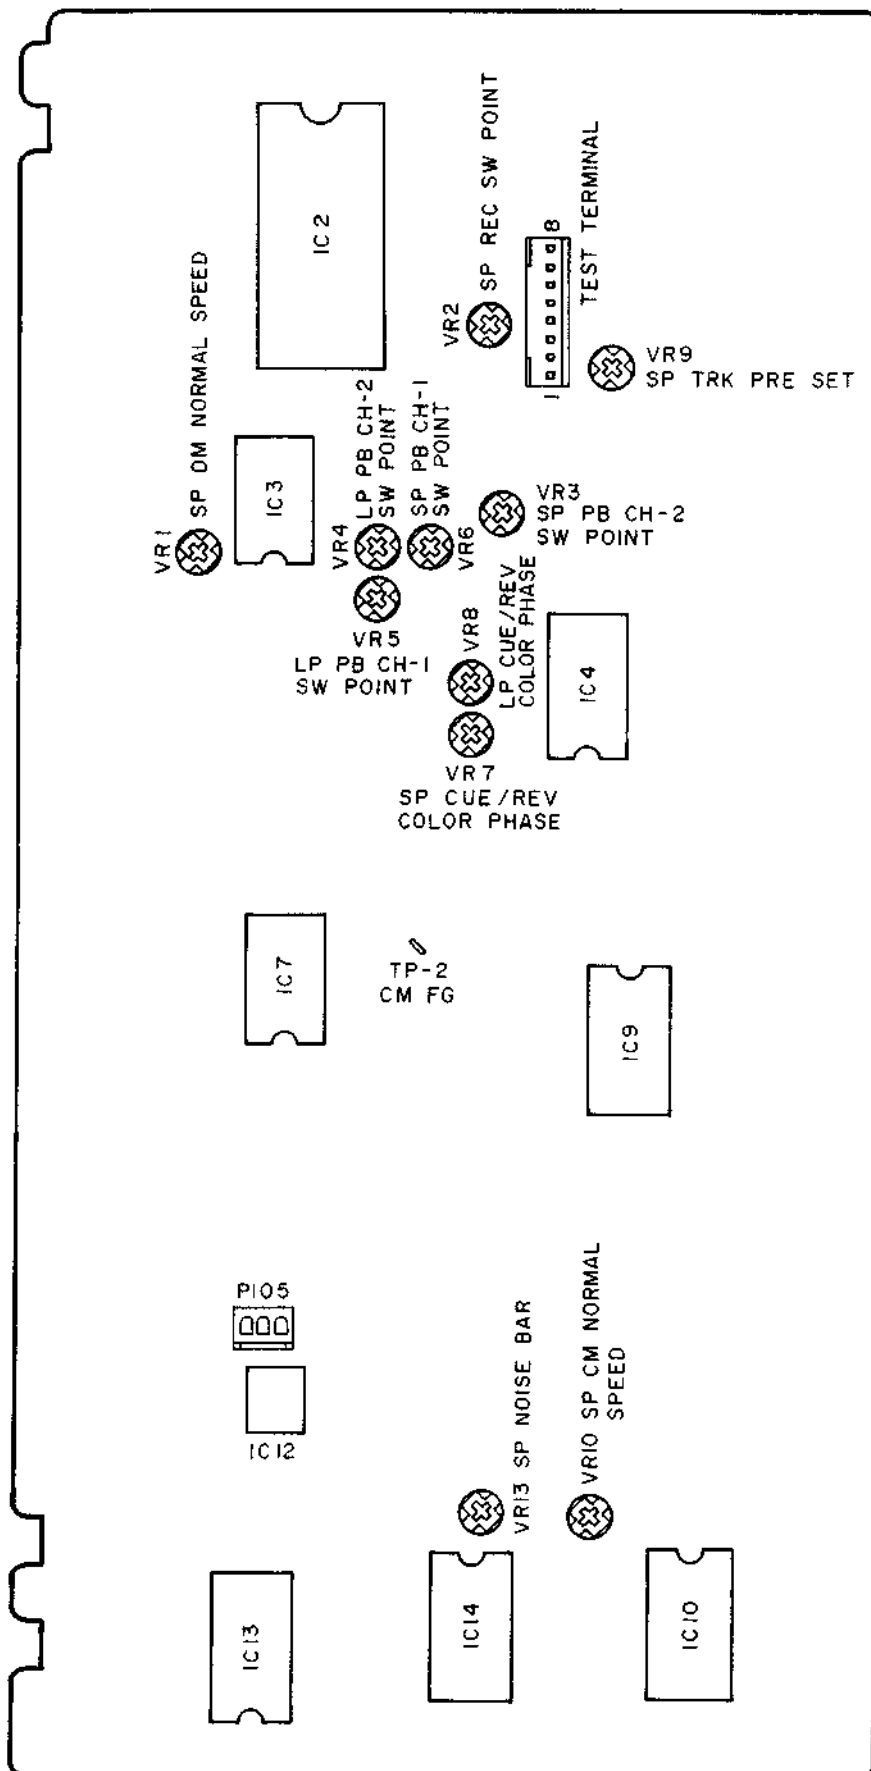 IC2
SP REC SW POINT
VR2
8
TEST TERMINAL
1
VR9
SP TRK PRE SET
SP DM NORMAL SPEED
VR1
IC3
LP PB CH-2
SW POINT
VR4
SP PB CH-1
SW POINT
VR6
VR3
SP PB CH-2
SW POINT
VR5
LP PB CH-1
SW POINT
VR8
LP CUE/REV
COLOR PHASE
IC4
VR7
SP CUE/REV
COLOR PHASE
IC7
TP-2
CM FG
IC9
P105
IC12
VR13 SP NOISE BAR
VR10 SP CM NORMAL
SPEED
IC13
IC14
IC10